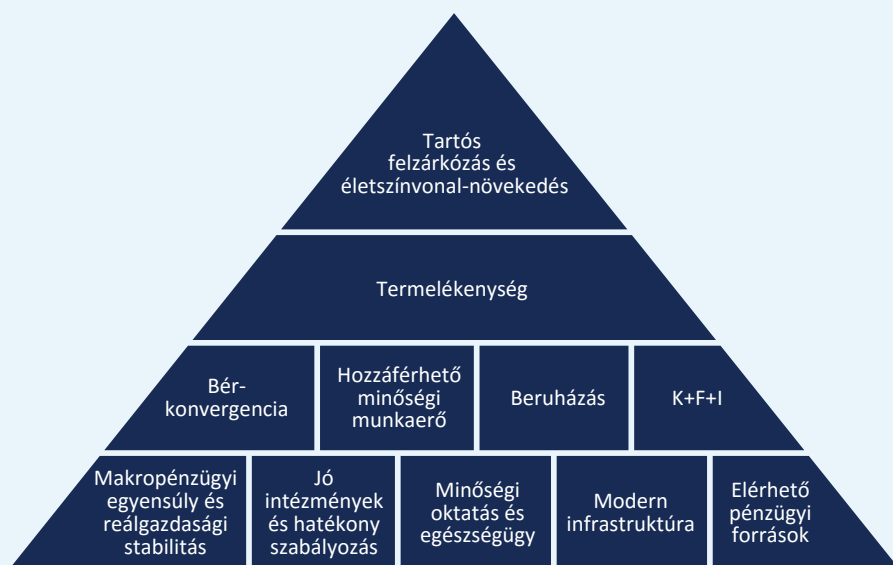 Tartós
felzárkózás és
életszínvonal-növekedés
Termelékenység
Bér-
konvergencia
Hozzáférhető
minőségi
munkaerő
Beruházás
K+F+I
Makropénzügyi
egyensúly és
reálgazdasági
stabilitás
Jó
intézmények
és hatékony
szabályozás
Minőségi
oktatás és
egészségügy
Modern
infrastruktúra
Elérhető
pénzügyi
források